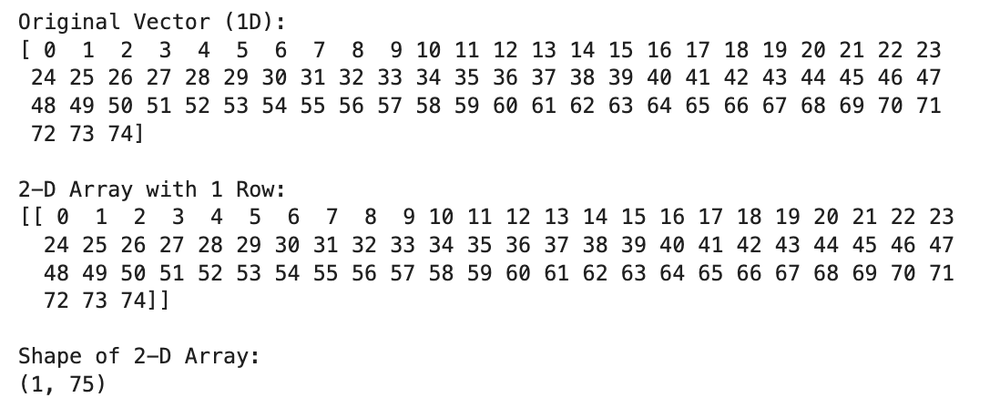 Original Vector (1D):
[ 0  1  2  3  4  5  6  7  8  9 10 11 12 13 14 15 16 17 18 19 20 21 22 23
 24 25 26 27 28 29 30 31 32 33 34 35 36 37 38 39 40 41 42 43 44 45 46 47
 48 49 50 51 52 53 54 55 56 57 58 59 60 61 62 63 64 65 66 67 68 69 70 71
 72 73 74]

2-D Array with 1 Row:
[[ 0  1  2  3  4  5  6  7  8  9 10 11 12 13 14 15 16 17 18 19 20 21 22 23
  24 25 26 27 28 29 30 31 32 33 34 35 36 37 38 39 40 41 42 43 44 45 46 47
  48 49 50 51 52 53 54 55 56 57 58 59 60 61 62 63 64 65 66 67 68 69 70 71
  72 73 74]]

Shape of 2-D Array:
(1, 75)